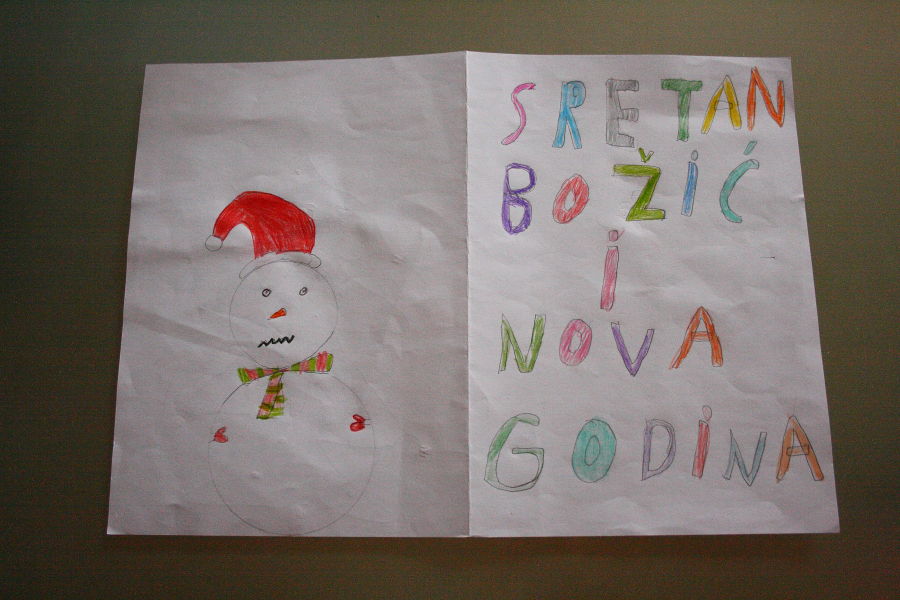 SRETAN
BOŽIĆ
i
NOVA
GODiNA